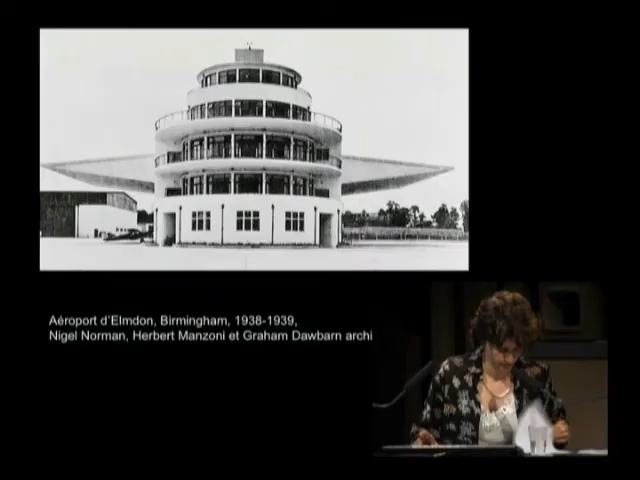 Aéroport d'Elmdon, Birmingham, 1938-1939,
Nigel Norman, Herbert Manzoni et Graham Dawbarn archi